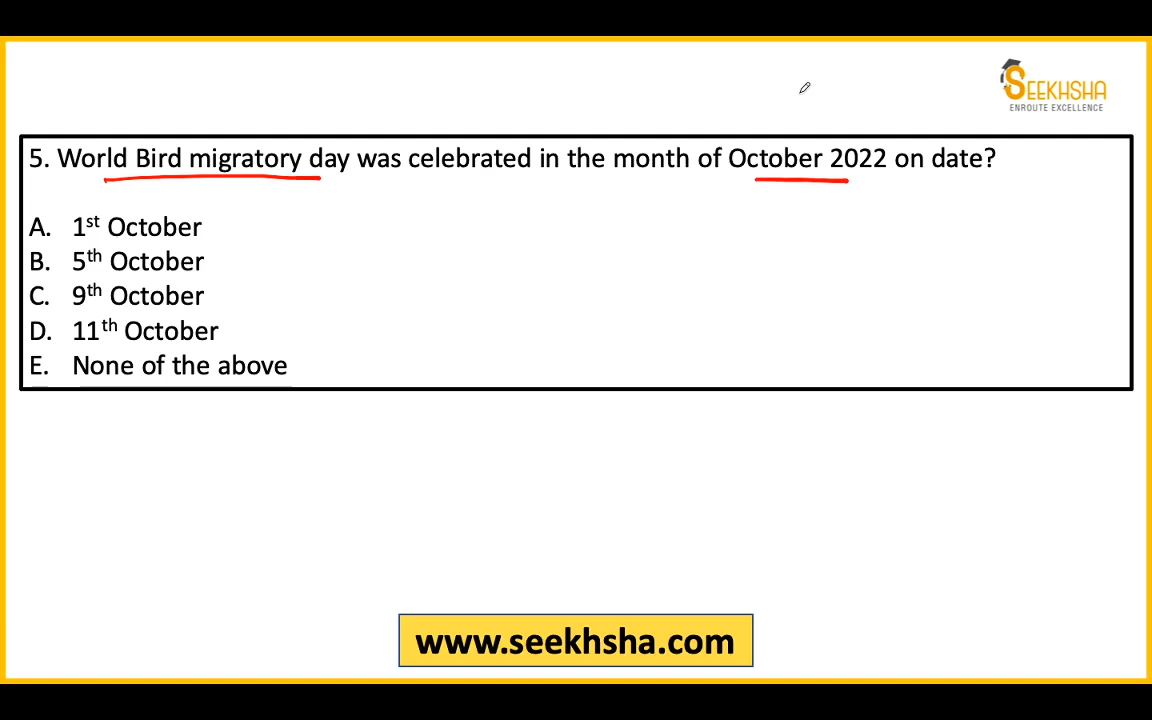 SEEKHSHA
ENROUTE EXCELLENCE
5. World Bird migratory day was celebrated in the month of October 2022 on date?
A. 1st October
B. 5th October
C. 9th October
D. 11th October
E. None of the above
www.seekhsha.com